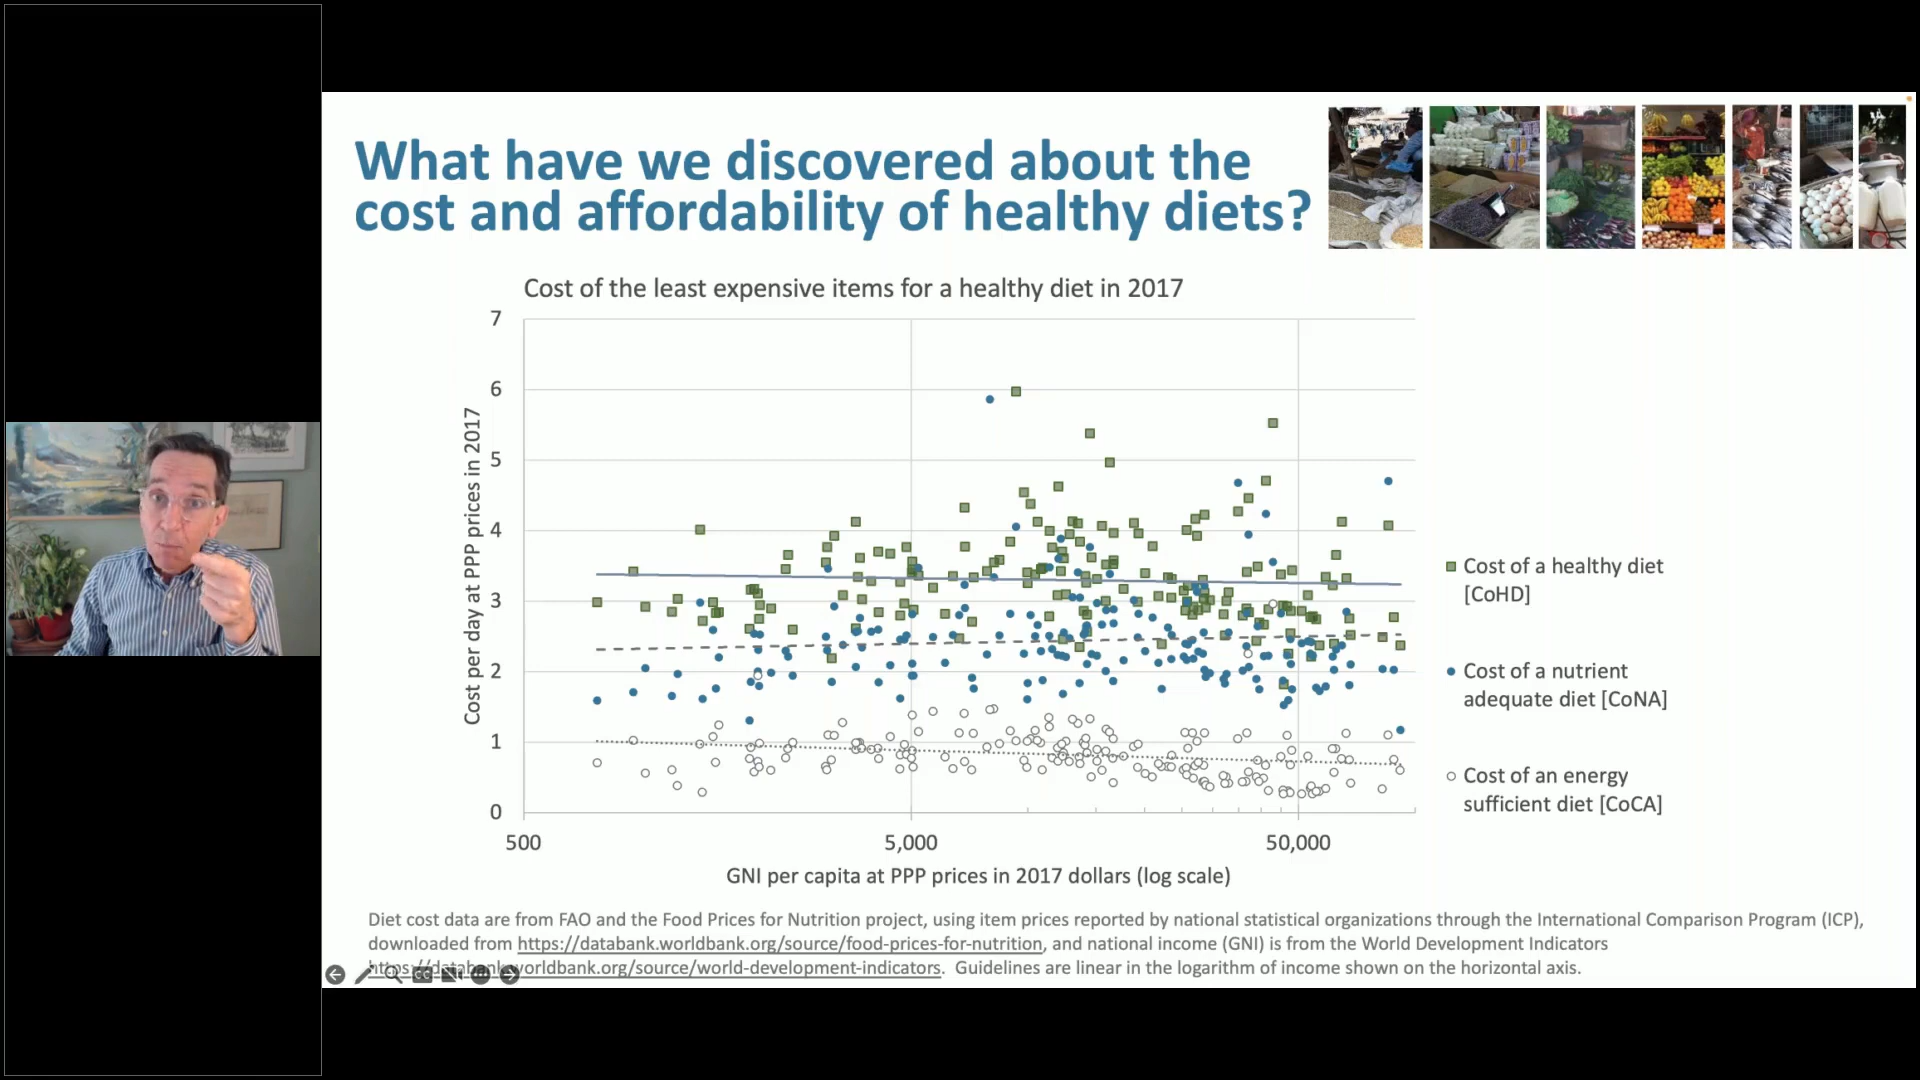 What have we discovered about the
cost and affordability of healthy diets?
Cost of the least expensive items for a healthy diet in 2017
7
6
5
4
3
2
1
0
Cost per day at PPP prices in 2017
500
5,000
50,000
GNI per capita at PPP prices in 2017 dollars (log scale)
Cost of a healthy diet
[CoHD]
Cost of a nutrient
adequate diet [CoNA]
Cost of an energy
sufficient diet [CoCA]
Diet cost data are from FAO and the Food Prices for Nutrition project, using item prices reported by national statistical organizations through the International Comparison Program (ICP),
downloaded from https://databank.worldbank.org/source/food-prices-for-nutrition, and national income (GNI) is from the World Development Indicators
https://databank.worldbank.org/source/world-development-indicators. Guidelines are linear in the logarithm of income shown on the horizontal axis.
CC